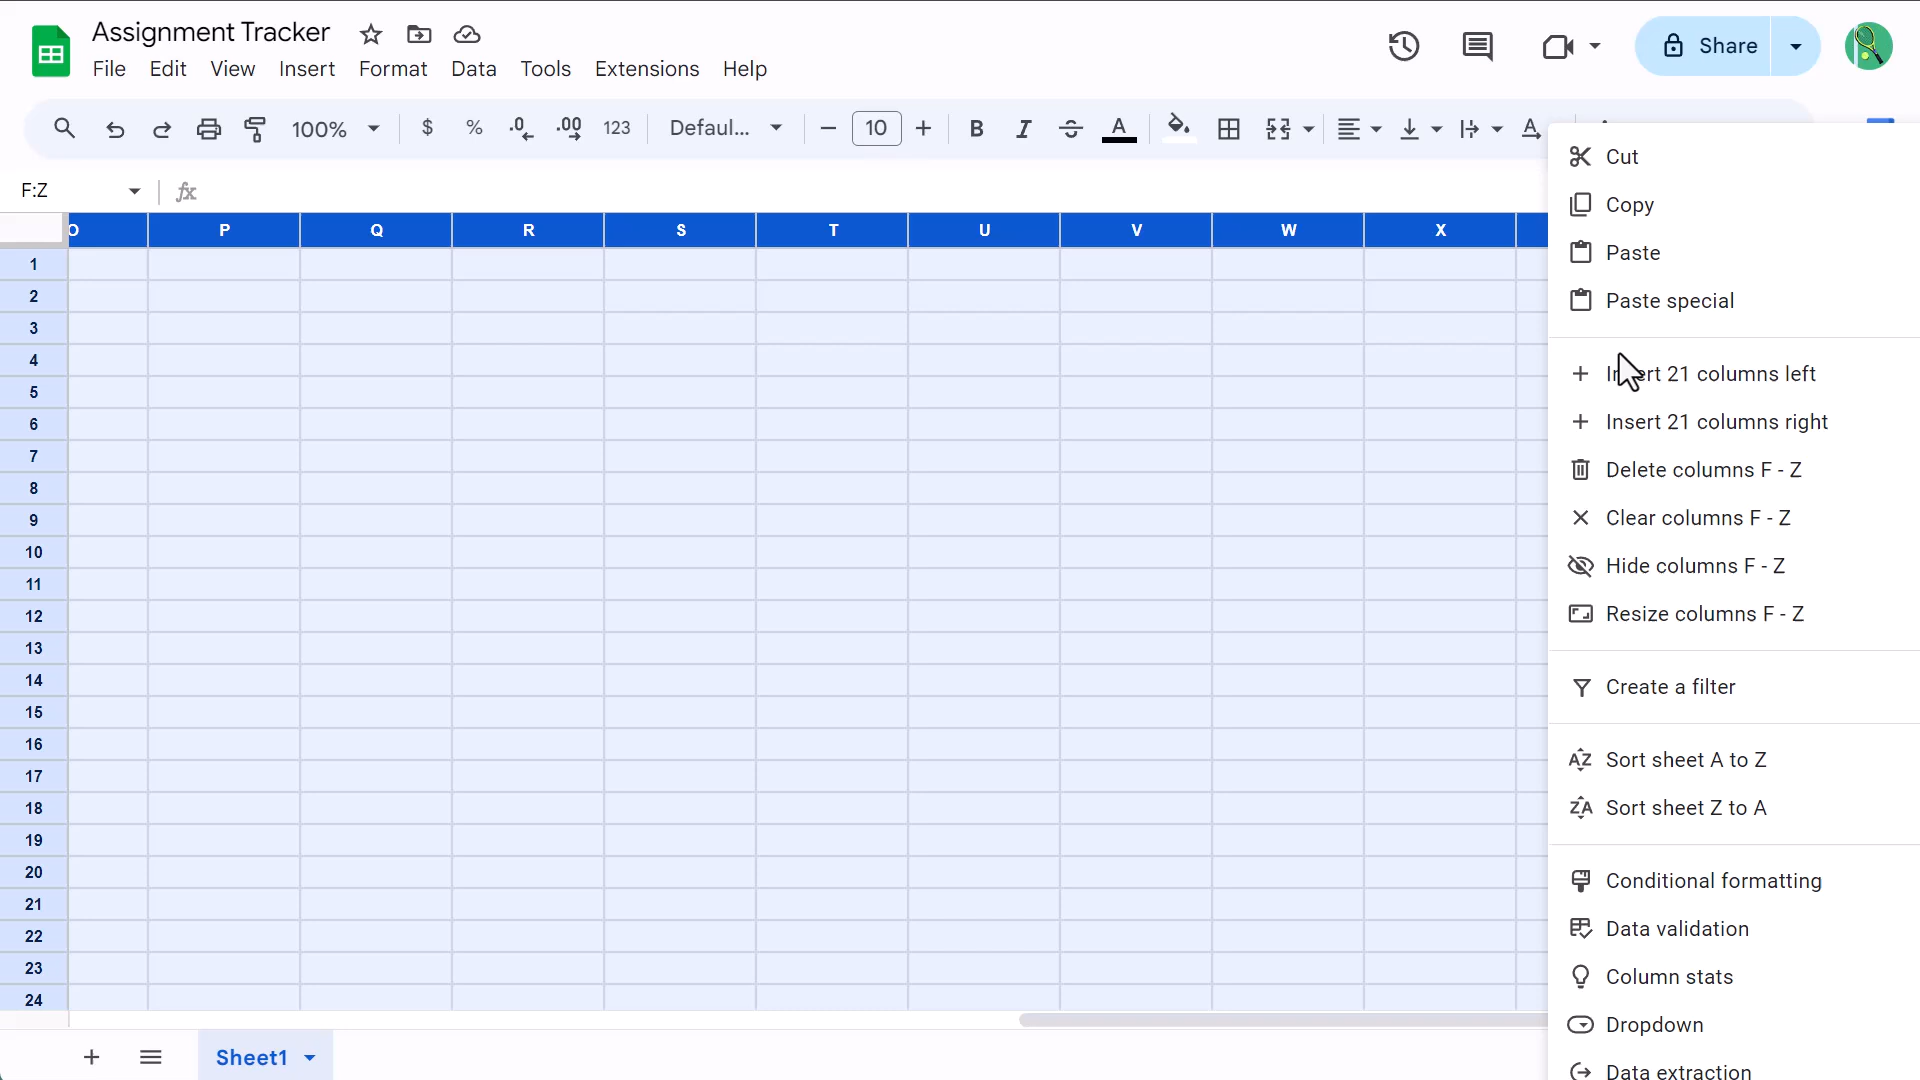 Assignment Tracker
File Edit View Insert Format Data Tools Extensions Help
Share
100% $ % .0 .00 123 Defaul... 10 B I S A A
F:Z fx
O P Q R S T U V W X
1
2
3
4
5
6
7
8
9
10
11
12
13
14
15
16
17
18
19
20
21
22
23
24
Sheet1
Cut
Copy
Paste
Paste special
Insert 21 columns left
Insert 21 columns right
Delete columns F - Z
Clear columns F - Z
Hide columns F - Z
Resize columns F - Z
Create a filter
Sort sheet A to Z
Sort sheet Z to A
Conditional formatting
Data validation
Column stats
Dropdown
Data extraction